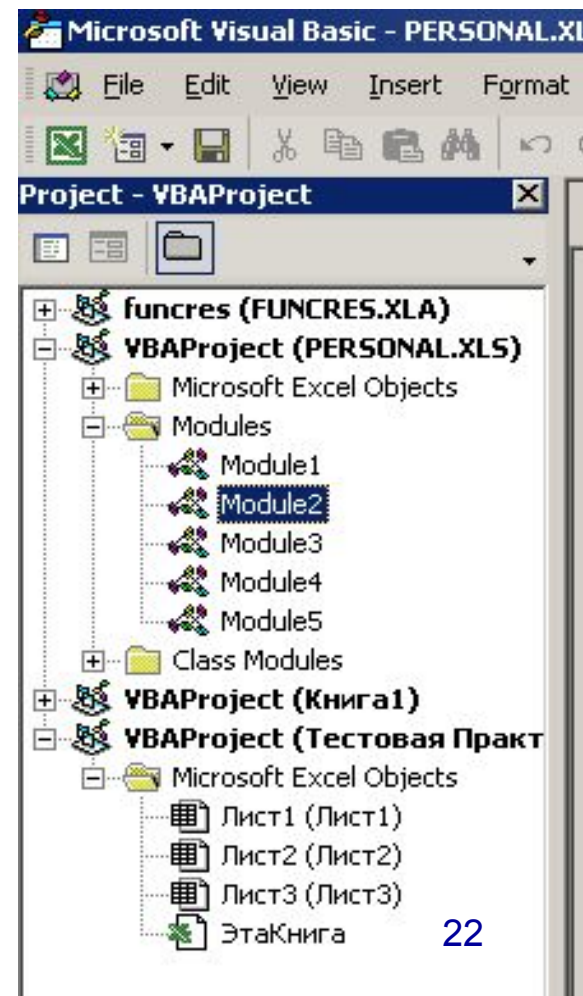 Microsoft Visual Basic - PERSONAL.XL
File Edit View Insert Format
Project - VBAProject
funcres (FUNCRES.XLA)
VBAProject (PERSONAL.XLS)
Microsoft Excel Objects
Modules
Module1
Module2
Module3
Module4
Module5
Class Modules
VBAProject (Книга1)
VBAProject (Тестовая Практ
Microsoft Excel Objects
Лист1 (Лист1)
Лист2 (Лист2)
Лист3 (Лист3)
ЭтаКнига 22